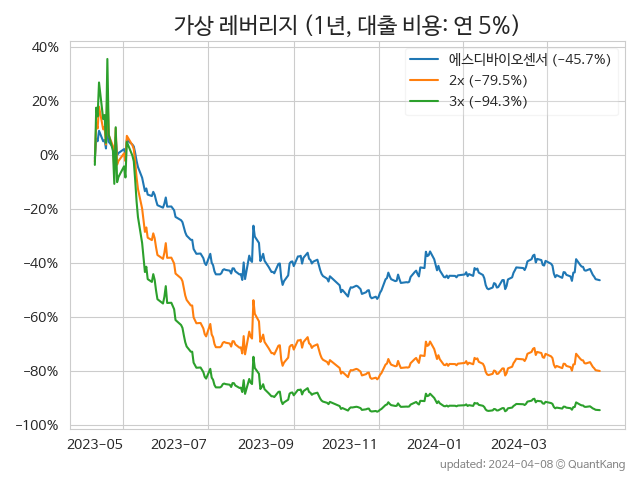 가상 레버리지 (1년, 대출 비용: 연 5%)
40%
20%
0%
−20%
−40%
−60%
−80%
−100%
에스디바이오센서 (−45.7%)
2x (−79.5%)
3x (−94.3%)
2023-05 2023-07 2023-09 2023-11 2024-01 2024-03
updated: 2024-04-08 © QuantKang